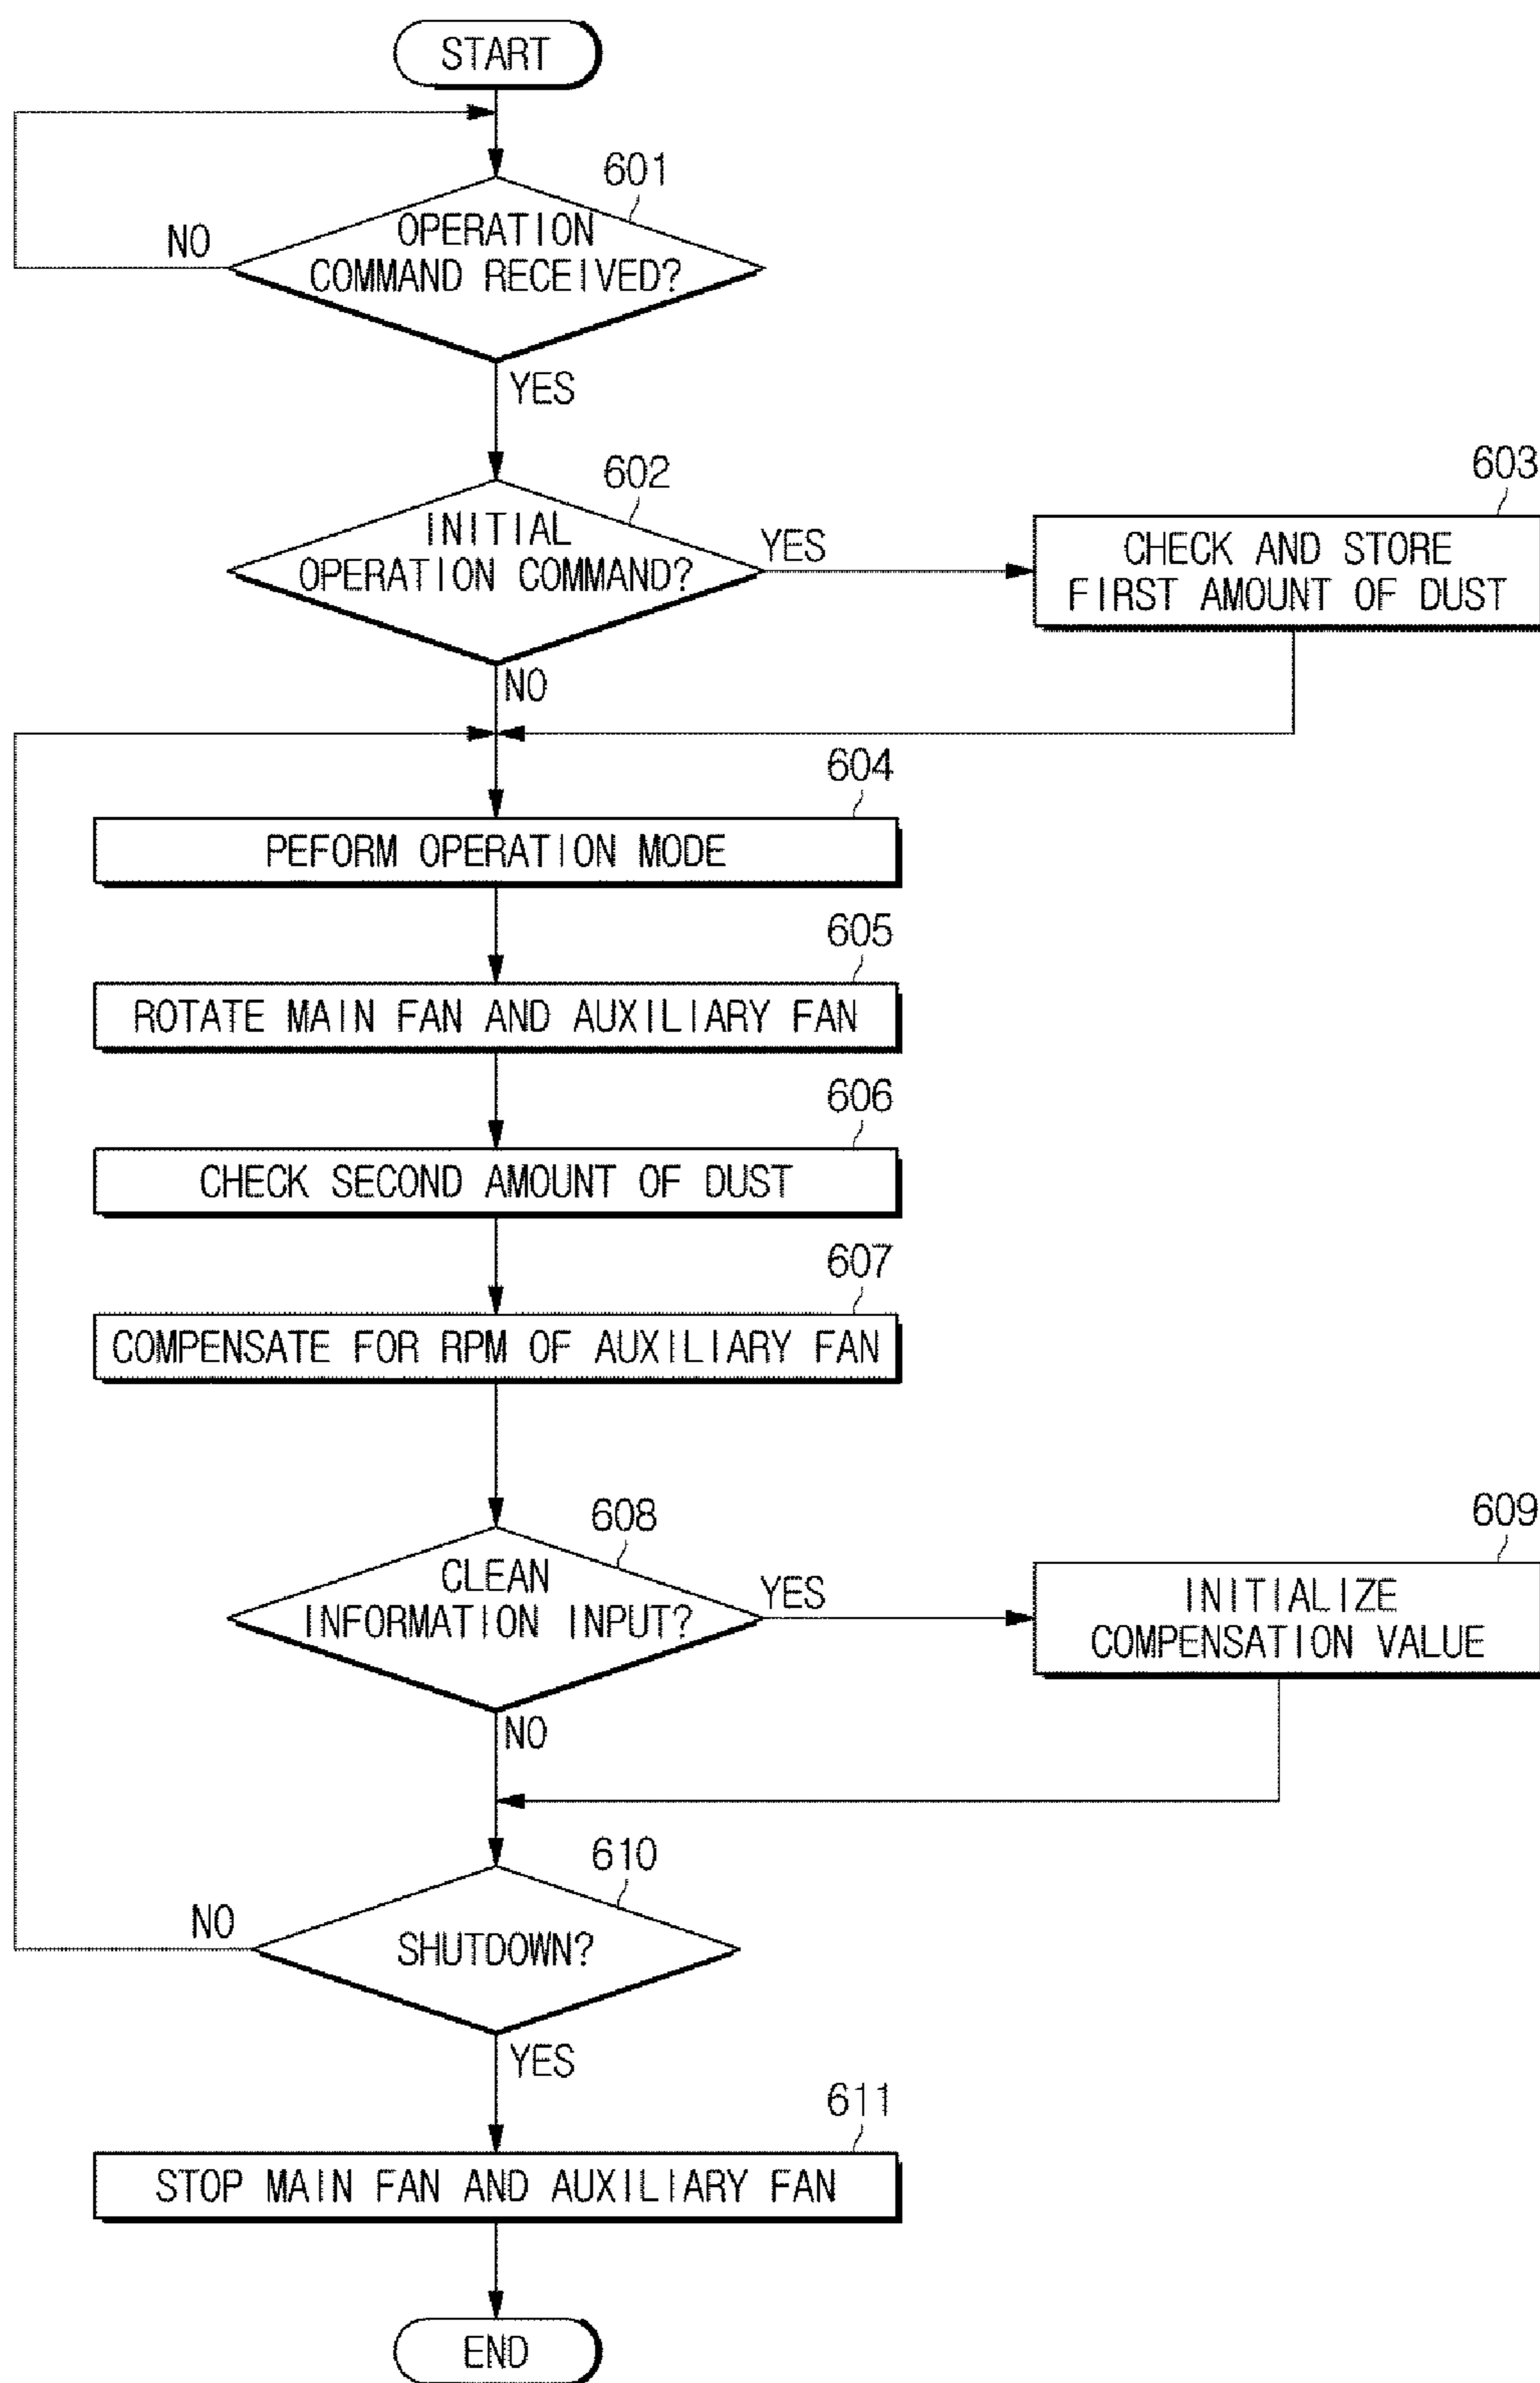 START
601
OPERATION
COMMAND RECEIVED?
NO
YES
602
INITIAL
OPERATION COMMAND?
YES
603
CHECK AND STORE
FIRST AMOUNT OF DUST
NO
604
PEFORM OPERATION MODE
605
ROTATE MAIN FAN AND AUXILIARY FAN
606
CHECK SECOND AMOUNT OF DUST
607
COMPENSATE FOR RPM OF AUXILIARY FAN
608
CLEAN
INFORMATION INPUT?
YES
609
INITIALIZE
COMPENSATION VALUE
NO
610
SHUTDOWN?
NO
YES
611
STOP MAIN FAN AND AUXILIARY FAN
END